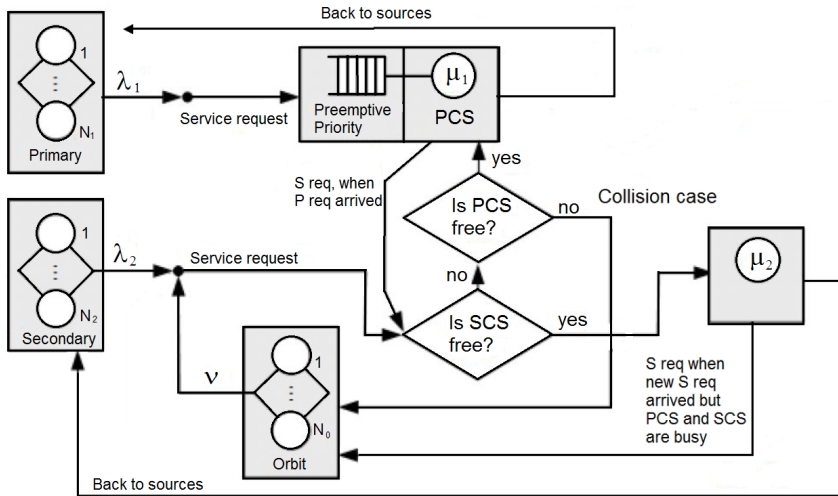 Back to sources
1
⋮
N₁
Primary
λ₁
Service request
Preemptive
Priority
μ₁
PCS
yes
S req, when
P req arrived
Is PCS
free?
no
Collision case
1
⋮
N₂
Secondary
λ₂
Service request
no
Is SCS
free?
yes
μ₂
ν
1
⋮
N₀
Orbit
S req when
new S req
arrived but
PCS and SCS
are busy
Back to sources